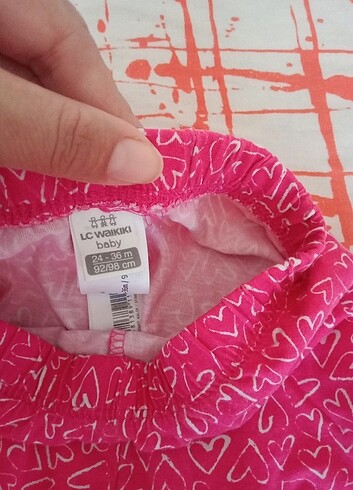 LC WAIKIKI
baby
24 - 36 m
92/98 cm